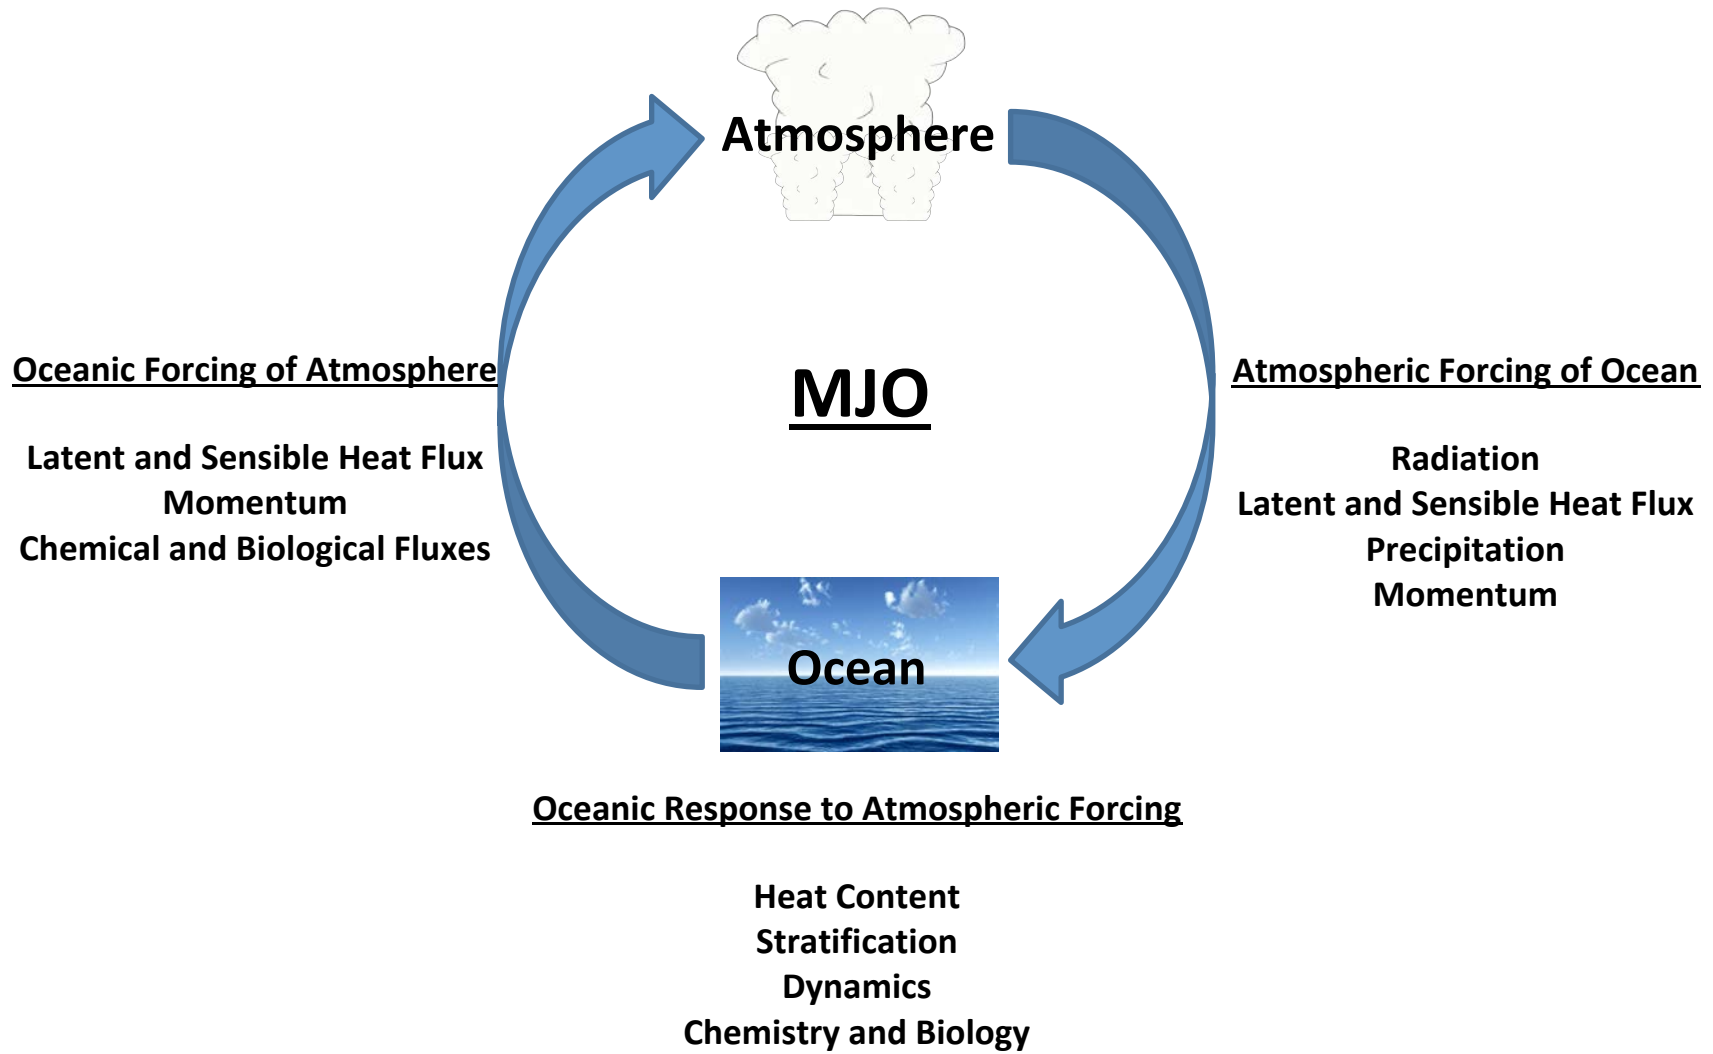 Atmosphere
Oceanic Forcing of Atmosphere
Latent and Sensible Heat Flux
Momentum
Chemical and Biological Fluxes
MJO
Atmospheric Forcing of Ocean
Radiation
Latent and Sensible Heat Flux
Precipitation
Momentum
Ocean
Oceanic Response to Atmospheric Forcing
Heat Content
Stratification
Dynamics
Chemistry and Biology